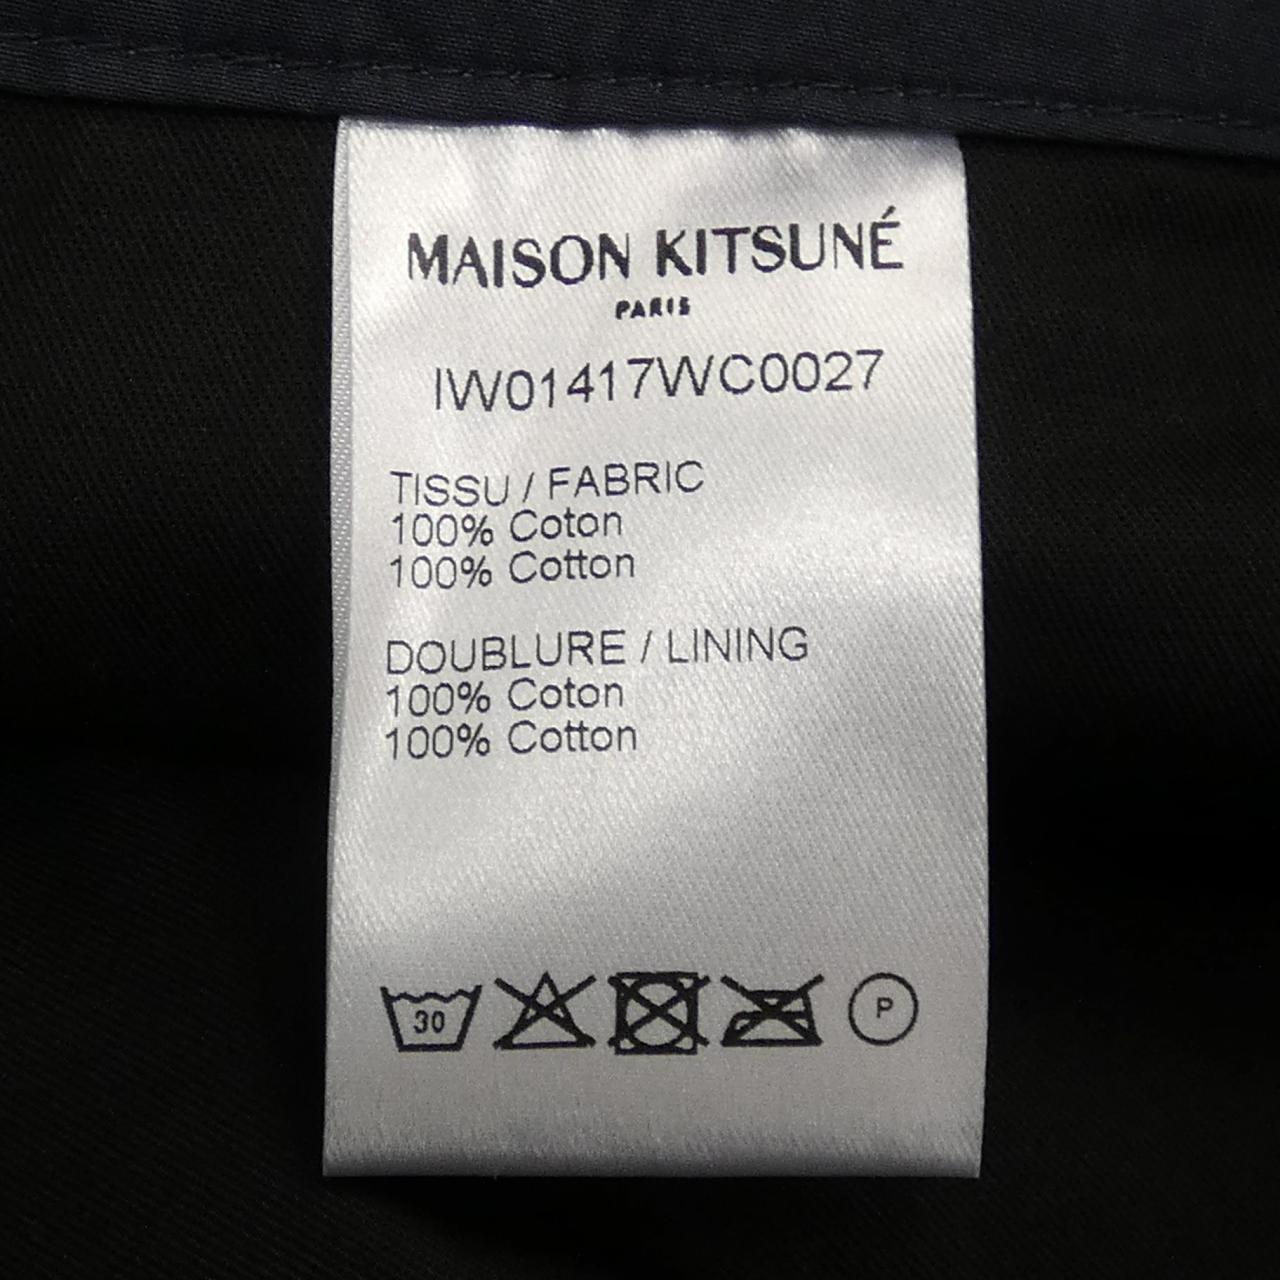 MAISON KITSUNÉ
PARIS
IW01417WC0027
TISSU / FABRIC
100% Coton
100% Cotton
DOUBLURE / LINING
100% Coton
100% Cotton
30
P